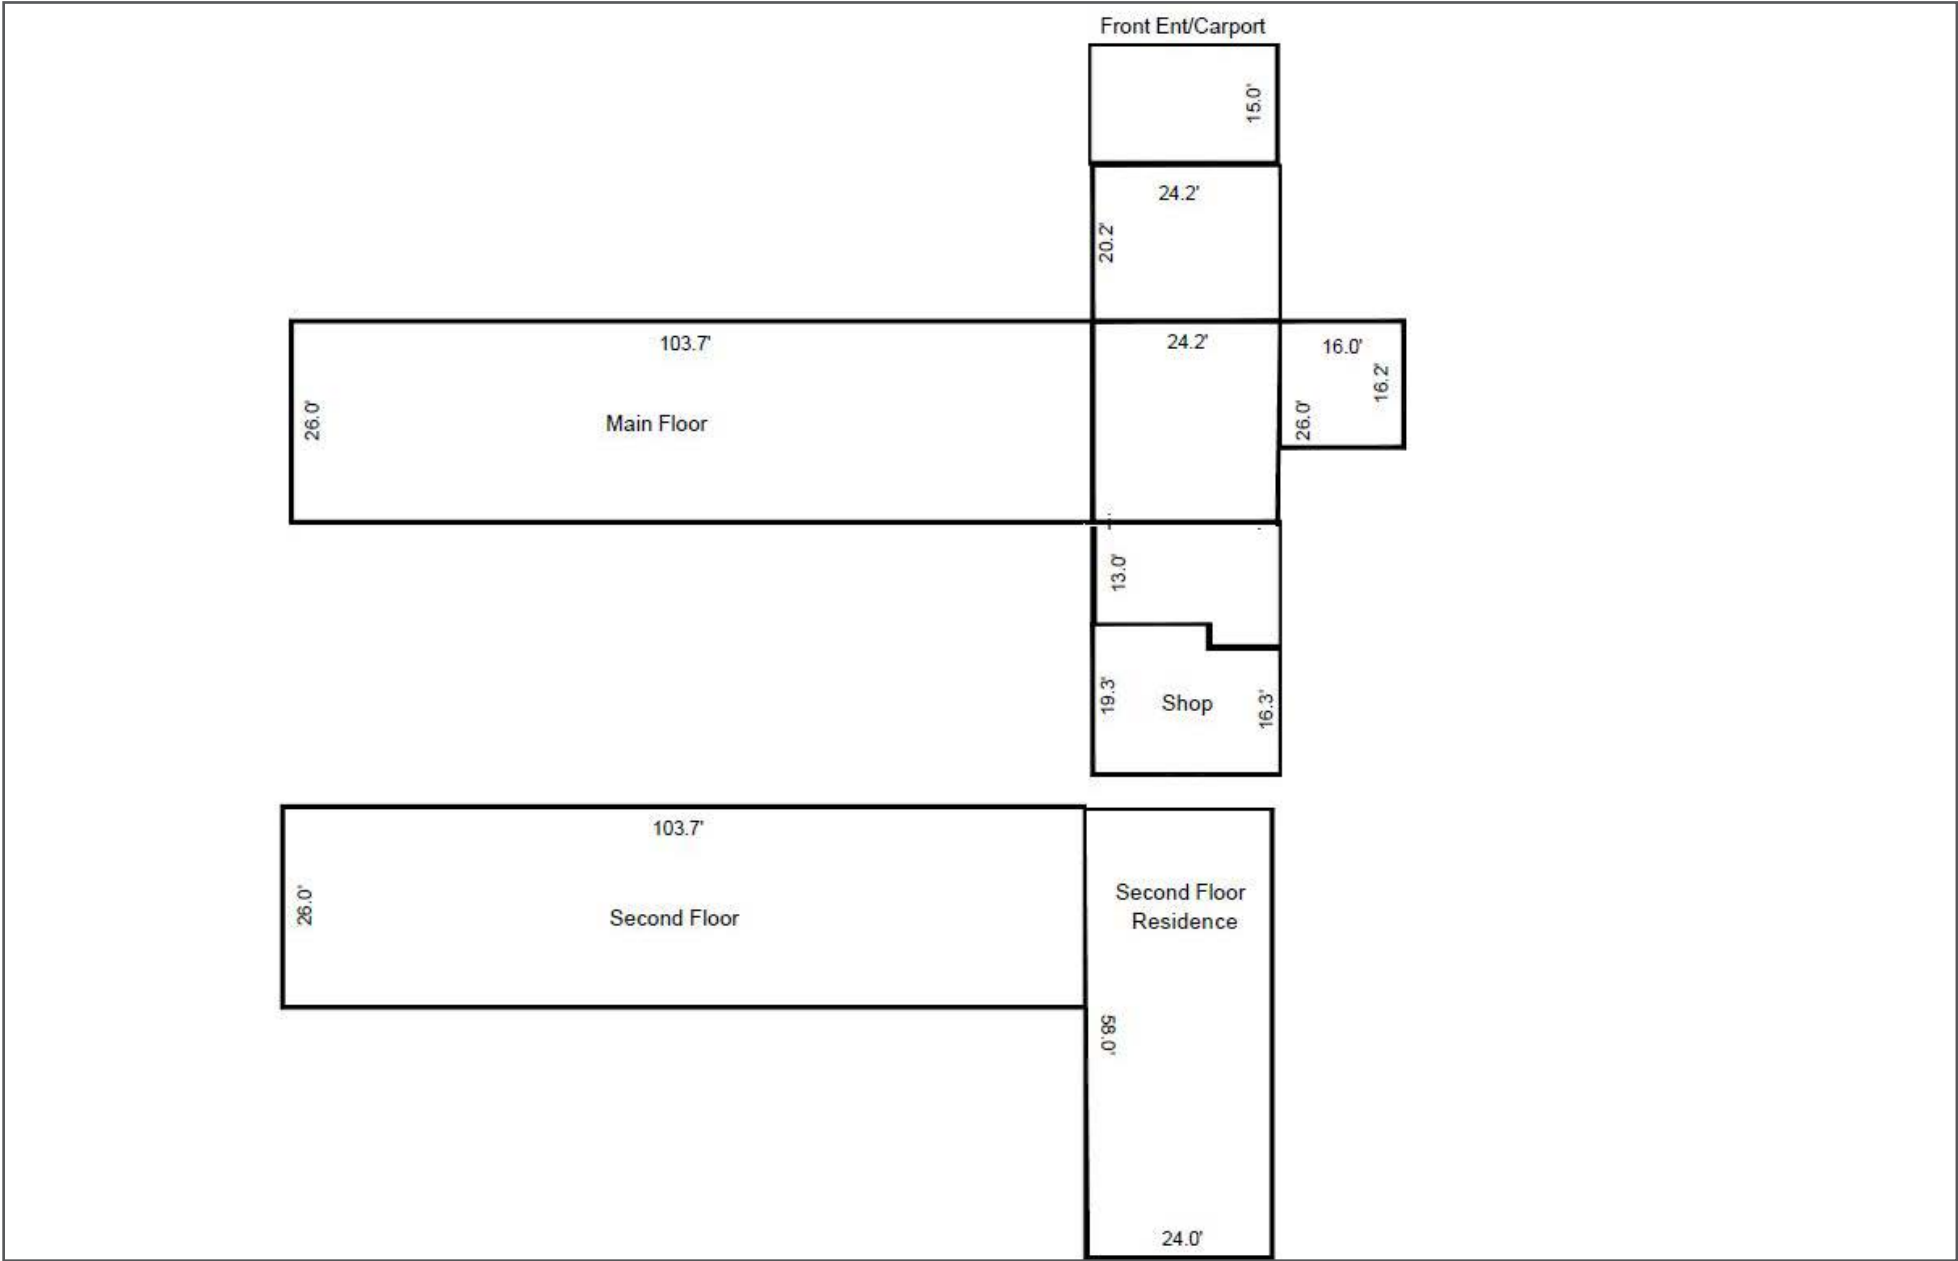 Front Ent/Carport
15.0'
24.2'
20.2'
103.7'
24.2'
16.0'
16.2'
26.0'
Main Floor
26.0'
13.0'
19.3'
Shop
16.3'
103.7'
26.0'
Second Floor
Second Floor
Residence
58.0'
24.0'